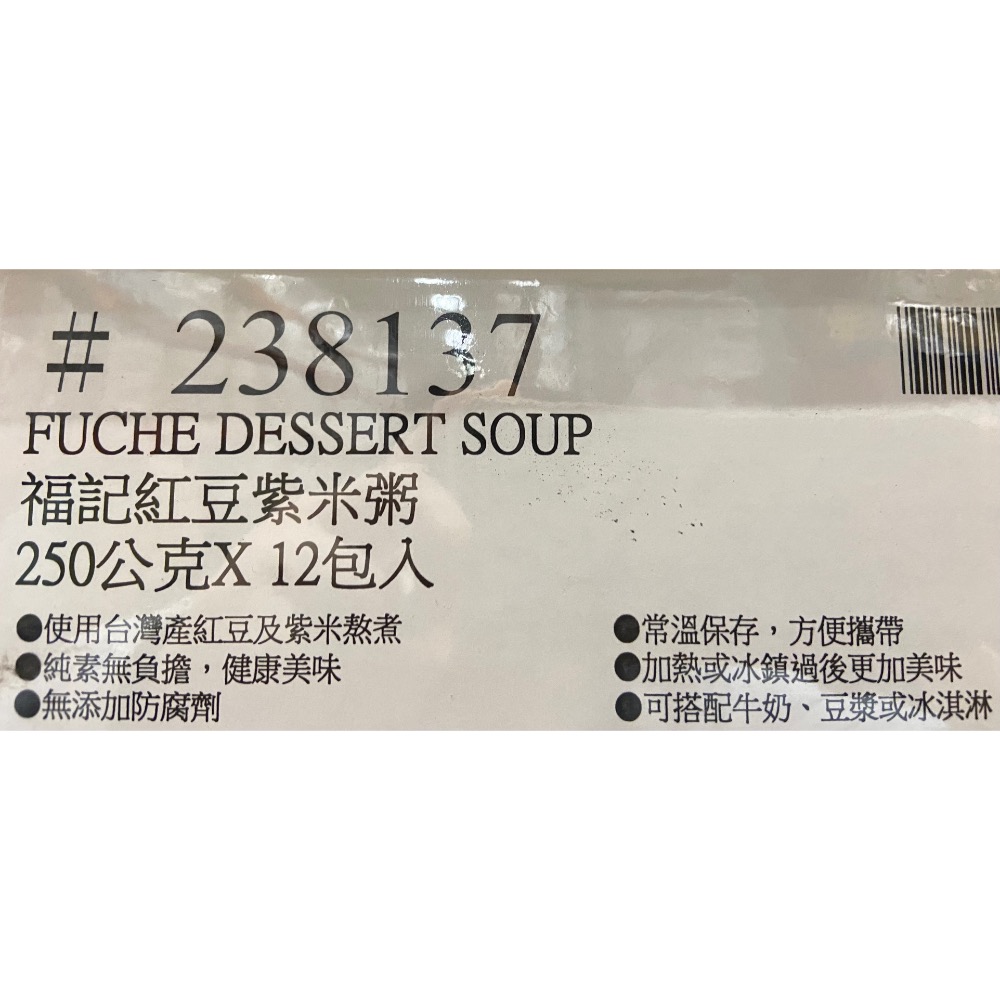 # 238137
FUCHE DESSERT SOUP
福記紅豆紫米粥
250公克X 12包入
●使用台灣產紅豆及紫米熬煮
●純素無負擔，健康美味
●無添加防腐劑
●常溫保存，方便攜帶
●加熱或冰鎮過後更加美味
●可搭配牛奶、豆漿或冰淇淋